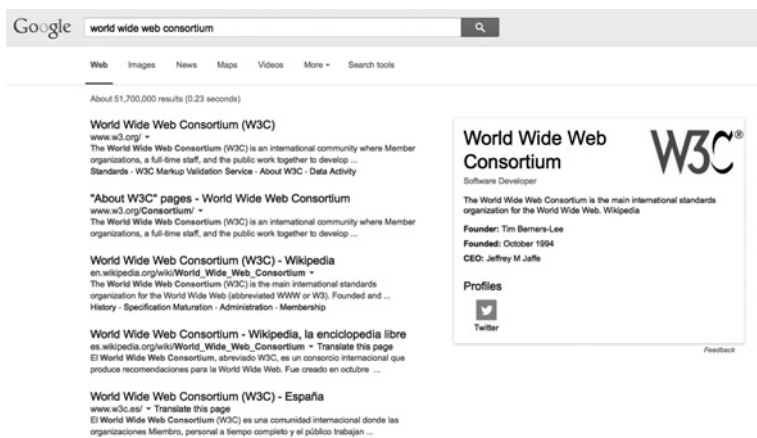 Google world wide web consortium
Web Images News Maps Videos More Search tools
About 51,700,000 results (0.23 seconds)
World Wide Web Consortium (W3C)
www.w3.org/
The World Wide Web Consortium (W3C) is an international community where Member
organizations, a full-time staff, and the public work together to develop ...
Standards - W3C Markup Validation Service - About W3C - Data Activity
"About W3C" pages - World Wide Web Consortium
www.w3.org/Consortium/
The World Wide Web Consortium (W3C) is an international community where Member
organizations, a full-time staff, and the public work together to develop ...
World Wide Web Consortium (W3C) - Wikipedia
en.wikipedia.org/wiki/World_Wide_Web_Consortium
The World Wide Web Consortium (W3C) is the main international standards
organization for the World Wide Web (abbreviated WWW or W3). Founded and ...
History - Specification Maturation - Administration - Membership
World Wide Web Consortium - Wikipedia, la enciclopedia libre
es.wikipedia.org/wiki/World_Wide_Web_Consortium Translate this page
El World Wide Web Consortium, abreviado W3C, es un consorcio internacional que
produce recomendaciones para la World Wide Web. Fue creado en octubre ...
World Wide Web Consortium (W3C) - España
www.w3c.es/ Translate this page
El World Wide Web Consortium (W3C) es una comunidad internacional donde las
organizaciones Miembro, personal a tiempo completo y el público trabajan ...
World Wide Web
Consortium
W3C®
Software Developer
The World Wide Web Consortium is the main international standards
organization for the World Wide Web. Wikipedia
Founder: Tim Berners-Lee
Founded: October 1994
CEO: Jeffrey M Jaffe
Profiles
Twitter
Feedback